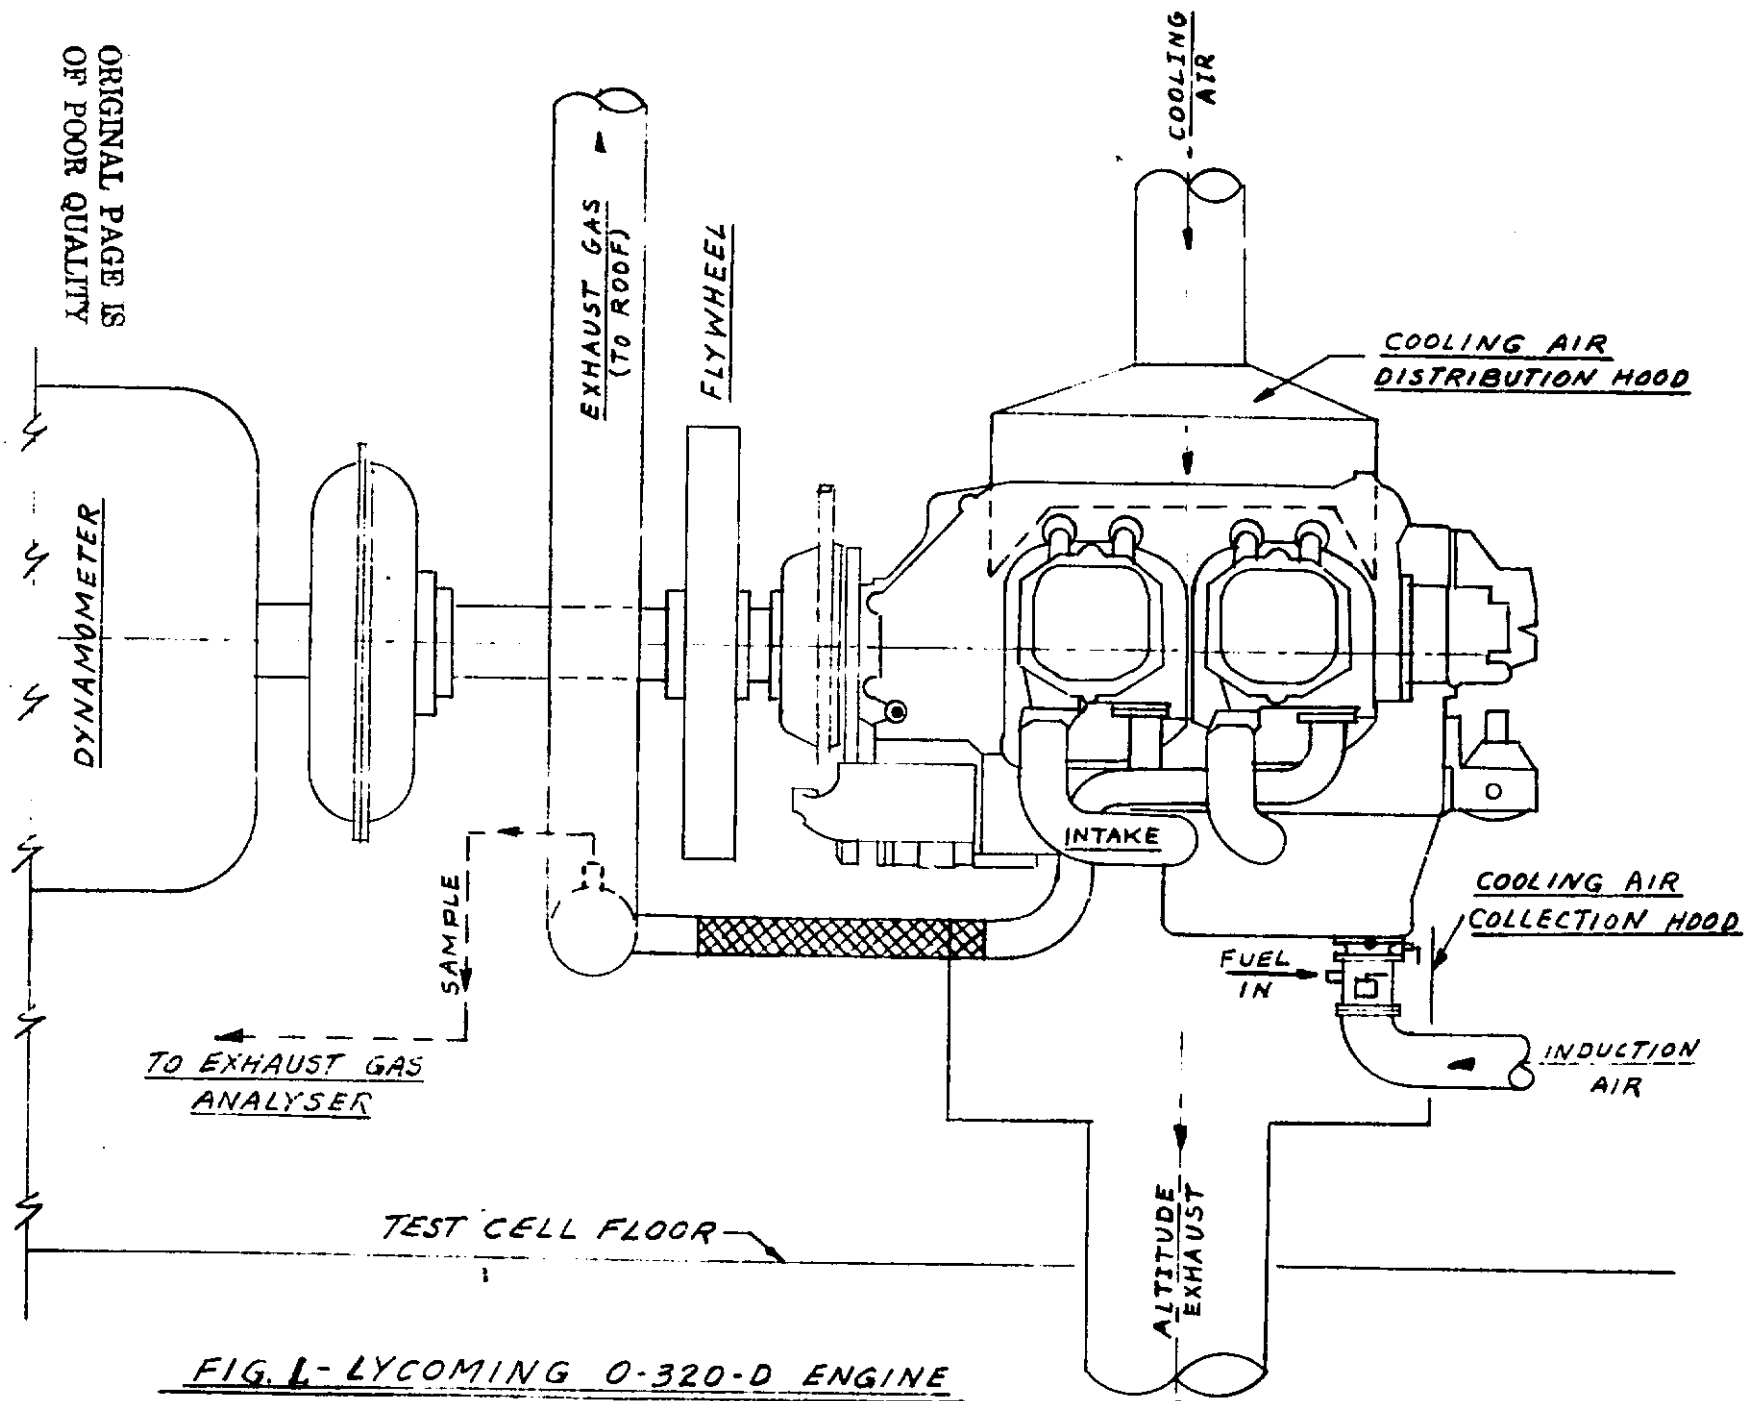 ORIGINAL PAGE IS
OF POOR QUALITY
COOLING
AIR
EXHAUST GAS
(TO ROOF)
FLYWHEEL
COOLING AIR
DISTRIBUTION HOOD
DYNAMOMETER
INTAKE
SAMPLE
COOLING AIR
COLLECTION HOOD
FUEL
IN
INDUCTION
AIR
TO EXHAUST GAS
ANALYSER
ALTITUDE
EXHAUST
TEST CELL FLOOR
FIG. 1 - LYCOMING O-320-D ENGINE